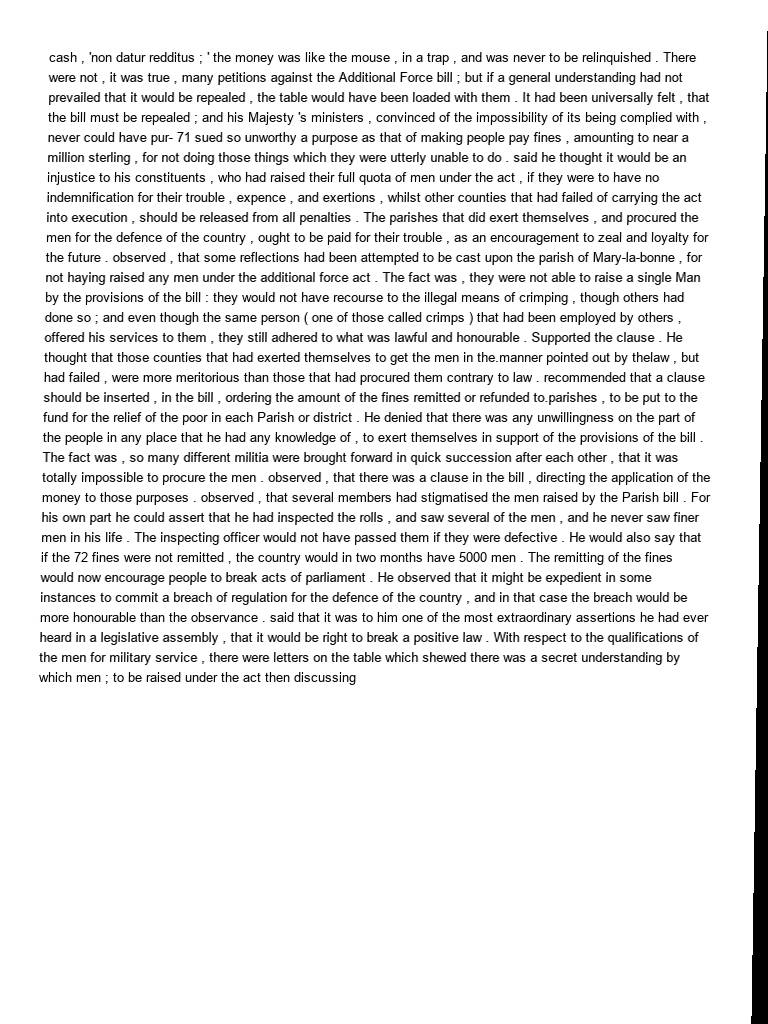 cash , 'non datur redditus ; ' the money was like the mouse , in a trap , and was never to be relinquished . There
were not , it was true , many petitions against the Additional Force bill ; but if a general understanding had not
prevailed that it would be repealed , the table would have been loaded with them . It had been universally felt , that
the bill must be repealed ; and his Majesty 's ministers , convinced of the impossibility of its being complied with ,
never could have pur- 71 sued so unworthy a purpose as that of making people pay fines , amounting to near a
million sterling , for not doing those things which they were utterly unable to do . said he thought it would be an
injustice to his constituents , who had raised their full quota of men under the act , if they were to have no
indemnification for their trouble , expence , and exertions , whilst other counties that had failed of carrying the act
into execution , should be released from all penalties . The parishes that did exert themselves , and procured the
men for the defence of the country , ought to be paid for their trouble , as an encouragement to zeal and loyalty for
the future . observed , that some reflections had been attempted to be cast upon the parish of Mary-la-bonne , for
not haying raised any men under the additional force act . The fact was , they were not able to raise a single Man
by the provisions of the bill : they would not have recourse to the illegal means of crimping , though others had
done so ; and even though the same person ( one of those called crimps ) that had been employed by others ,
offered his services to them , they still adhered to what was lawful and honourable . Supported the clause . He
thought that those counties that had exerted themselves to get the men in the.manner pointed out by thelaw , but
had failed , were more meritorious than those that had procured them contrary to law . recommended that a clause
should be inserted , in the bill , ordering the amount of the fines remitted or refunded to.parishes , to be put to the
fund for the relief of the poor in each Parish or district . He denied that there was any unwillingness on the part of
the people in any place that he had any knowledge of , to exert themselves in support of the provisions of the bill .
The fact was , so many different militia were brought forward in quick succession after each other , that it was
totally impossible to procure the men . observed , that there was a clause in the bill , directing the application of the
money to those purposes . observed , that several members had stigmatised the men raised by the Parish bill . For
his own part he could assert that he had inspected the rolls , and saw several of the men , and he never saw finer
men in his life . The inspecting officer would not have passed them if they were defective . He would also say that
if the 72 fines were not remitted , the country would in two months have 5000 men . The remitting of the fines
would now encourage people to break acts of parliament . He observed that it might be expedient in some
instances to commit a breach of regulation for the defence of the country , and in that case the breach would be
more honourable than the observance . said that it was to him one of the most extraordinary assertions he had ever
heard in a legislative assembly , that it would be right to break a positive law . With respect to the qualifications of
the men for military service , there were letters on the table which shewed there was a secret understanding by
which men ; to be raised under the act then discussing